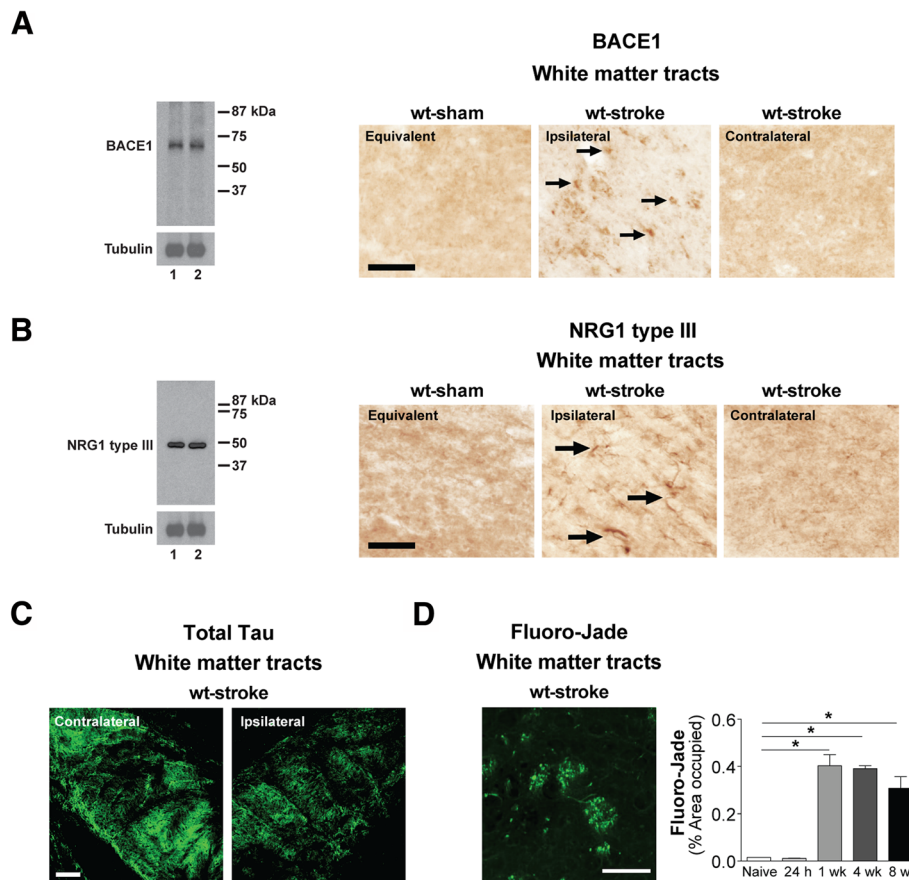 A
BACE1
White matter tracts
wt-sham
wt-stroke
wt-stroke
87 kDa
75
50
37
BACE1
Tubulin
1 2
Equivalent
Ipsilateral
Contralateral
B
NRG1 type III
White matter tracts
wt-sham
wt-stroke
wt-stroke
87 kDa
75
50
37
NRG1 type III
Tubulin
1 2
Equivalent
Ipsilateral
Contralateral
C
Total Tau
White matter tracts
wt-stroke
Contralateral
Ipsilateral
D
Fluoro-Jade
White matter tracts
wt-stroke
Fluoro-Jade
(% Area occupied)
0.6
0.4
0.2
0.0
*
*
*
Naive 24 h 1 wk 4 wk 8 w